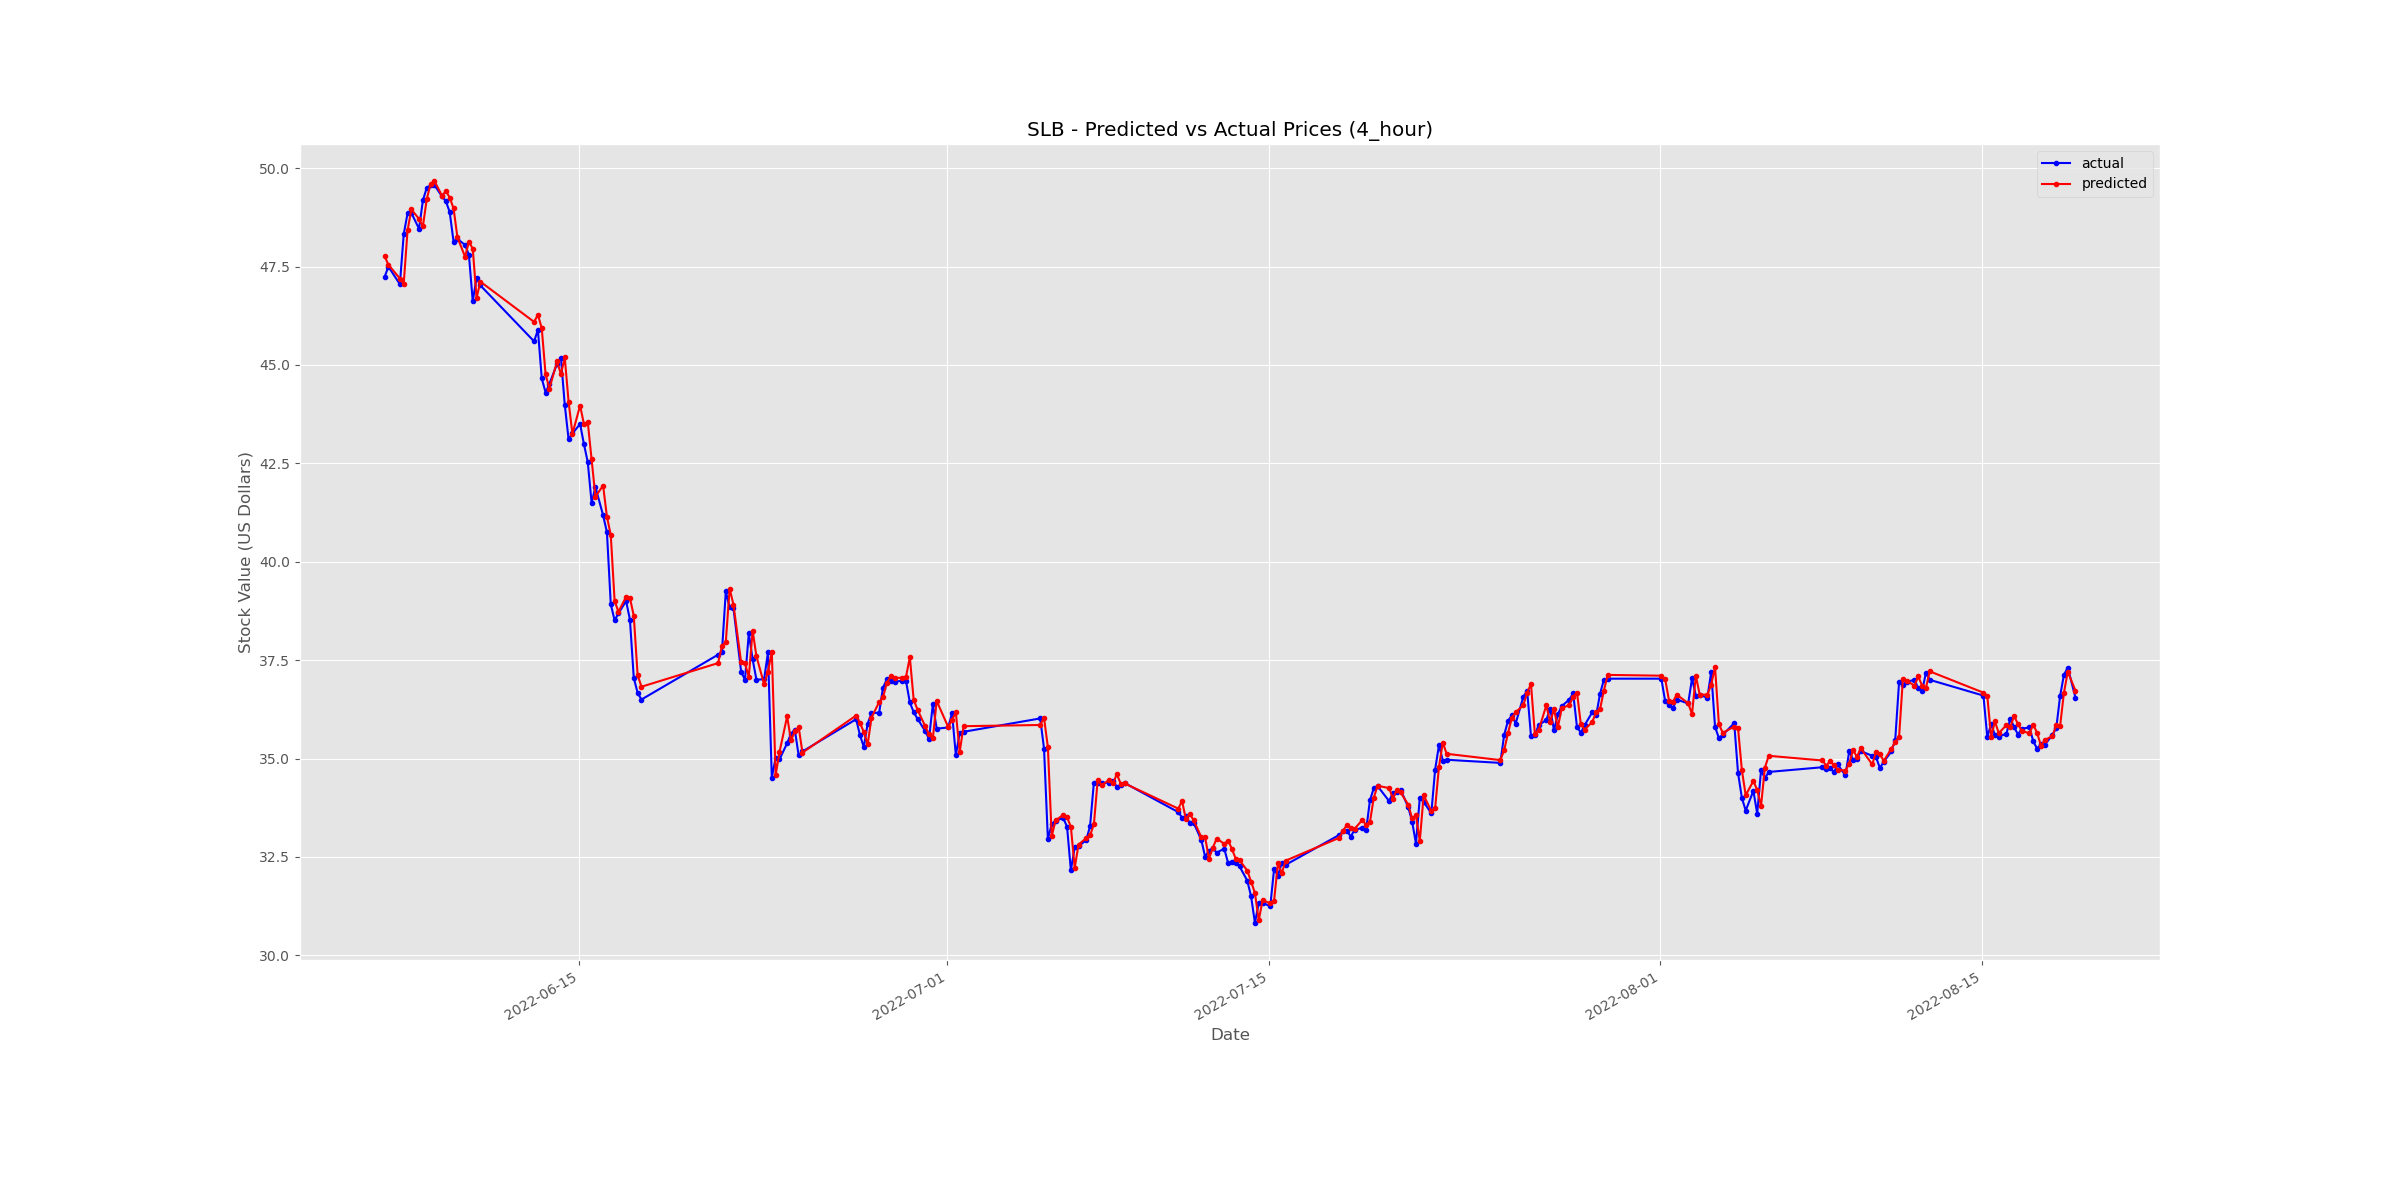 SLB - Predicted vs Actual Prices (4_hour)
actual
predicted
50.0
47.5
45.0
42.5
40.0
37.5
35.0
32.5
30.0
Stock Value (US Dollars)
2022-06-15
2022-07-01
2022-07-15
2022-08-01
2022-08-15
Date